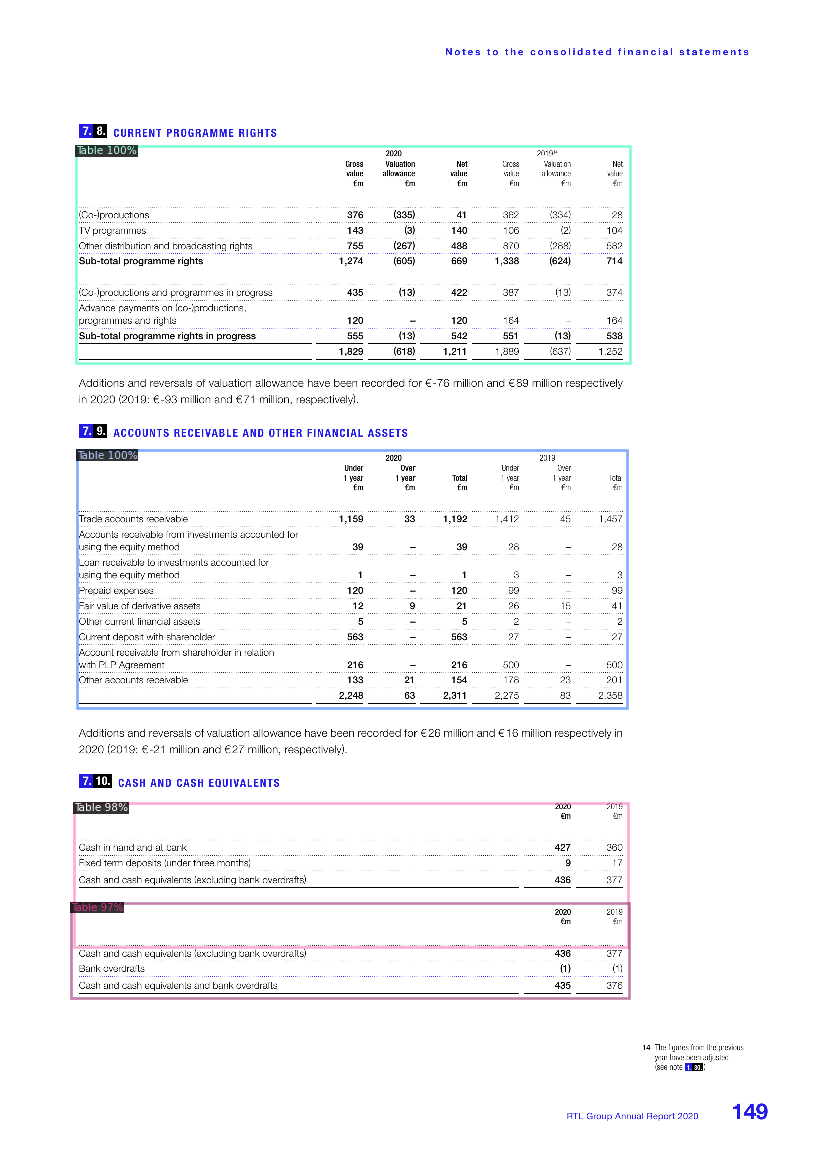 Notes to the consolidated financial statements
7. 8. CURRENT PROGRAMME RIGHTS
Table 100%
2020 2019¹⁴
Gross Valuation Net Gross Valuation Net
value allowance value value allowance value
€m €m €m €m €m €m
(Co-)productions 376 (335) 41 362 (334) 28
TV programmes 143 (3) 140 106 (2) 104
Other distribution and broadcasting rights 755 (267) 488 870 (288) 582
Sub-total programme rights 1,274 (605) 669 1,338 (624) 714
(Co-)productions and programmes in progress 435 (13) 422 387 (13) 374
Advance payments on (co-)productions,
programmes and rights 120 – 120 164 – 164
Sub-total programme rights in progress 555 (13) 542 551 (13) 538
1,829 (618) 1,211 1,889 (637) 1,252
Additions and reversals of valuation allowance have been recorded for €-76 million and €89 million respectively
in 2020 (2019: €-93 million and €71 million, respectively).
7. 9. ACCOUNTS RECEIVABLE AND OTHER FINANCIAL ASSETS
Table 100%
2020 2019
Under Over Under Over
1 year 1 year Total 1 year 1 year Total
€m €m €m €m €m €m
Trade accounts receivable 1,159 33 1,192 1,412 45 1,457
Accounts receivable from investments accounted for
using the equity method 39 – 39 28 – 28
Loan receivable to investments accounted for
using the equity method 1 – 1 3 – 3
Prepaid expenses 120 – 120 99 – 99
Fair value of derivative assets 12 9 21 26 15 41
Other current financial assets 5 – 5 2 – 2
Current deposit with shareholder 563 – 563 27 – 27
Account receivable from shareholder in relation
with PLP Agreement 216 – 216 500 – 500
Other accounts receivable 133 21 154 178 23 201
2,248 63 2,311 2,275 83 2,358
Additions and reversals of valuation allowance have been recorded for €26 million and €16 million respectively in
2020 (2019: €-21 million and €27 million, respectively).
7. 10. CASH AND CASH EQUIVALENTS
Table 98%
2020 2019
€m €m
Cash in hand and at bank 427 360
Fixed term deposits (under three months) 9 17
Cash and cash equivalents (excluding bank overdrafts) 436 377
Table 97%
2020 2019
€m €m
Cash and cash equivalents (excluding bank overdrafts) 436 377
Bank overdrafts (1) (1)
Cash and cash equivalents and bank overdrafts 435 376
14 The figures from the previous
year have been adjusted
(see note 1. 30.)
RTL Group Annual Report 2020 149